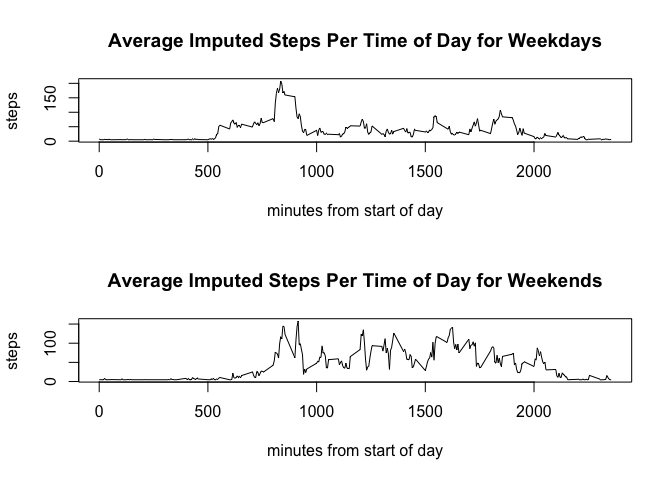 Average Imputed Steps Per Time of Day for Weekdays
steps
150
0
0 500 1000 1500 2000
minutes from start of day
Average Imputed Steps Per Time of Day for Weekends
steps
100
0
0 500 1000 1500 2000
minutes from start of day